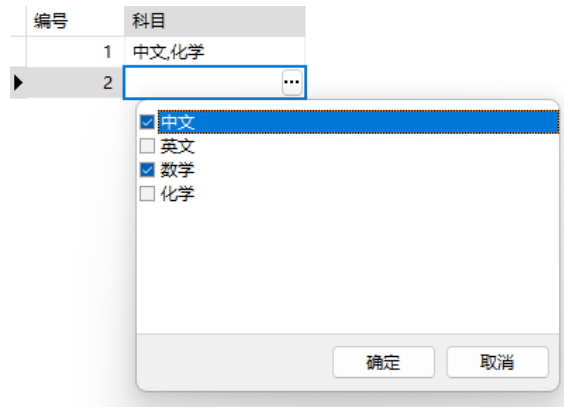 编号 科目
1 中文,化学
2 ...
中文
英文
数学
化学
确定 取消